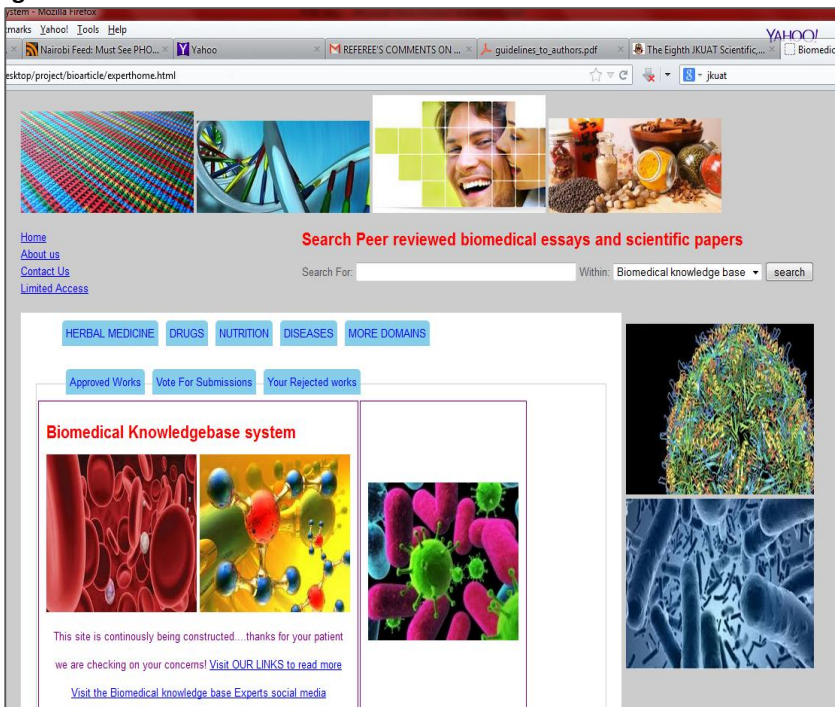 ystem - Mozilla Firefox
kmarks Yahoo! Tools Help
YAHOO!
Nairobi Feed: Must See PHO... × Yahoo × REFEREE'S COMMENTS ON ... × guidelines_to_authors.pdf × The Eighth JKUAT Scientific,... × Biomedic
esktop/project/bioarticle/experthome.html jkuat
Home
About us
Contact Us
Limited Access
Search Peer reviewed biomedical essays and scientific papers
Search For: Within: Biomedical knowledge base search
HERBAL MEDICINE DRUGS NUTRITION DISEASES MORE DOMAINS
Approved Works Vote For Submissions Your Rejected works
Biomedical Knowledgebase system
This site is continously being constructed....thanks for your patient
we are checking on your concerns! Visit OUR LINKS to read more
Visit the Biomedical knowledge base Experts social media